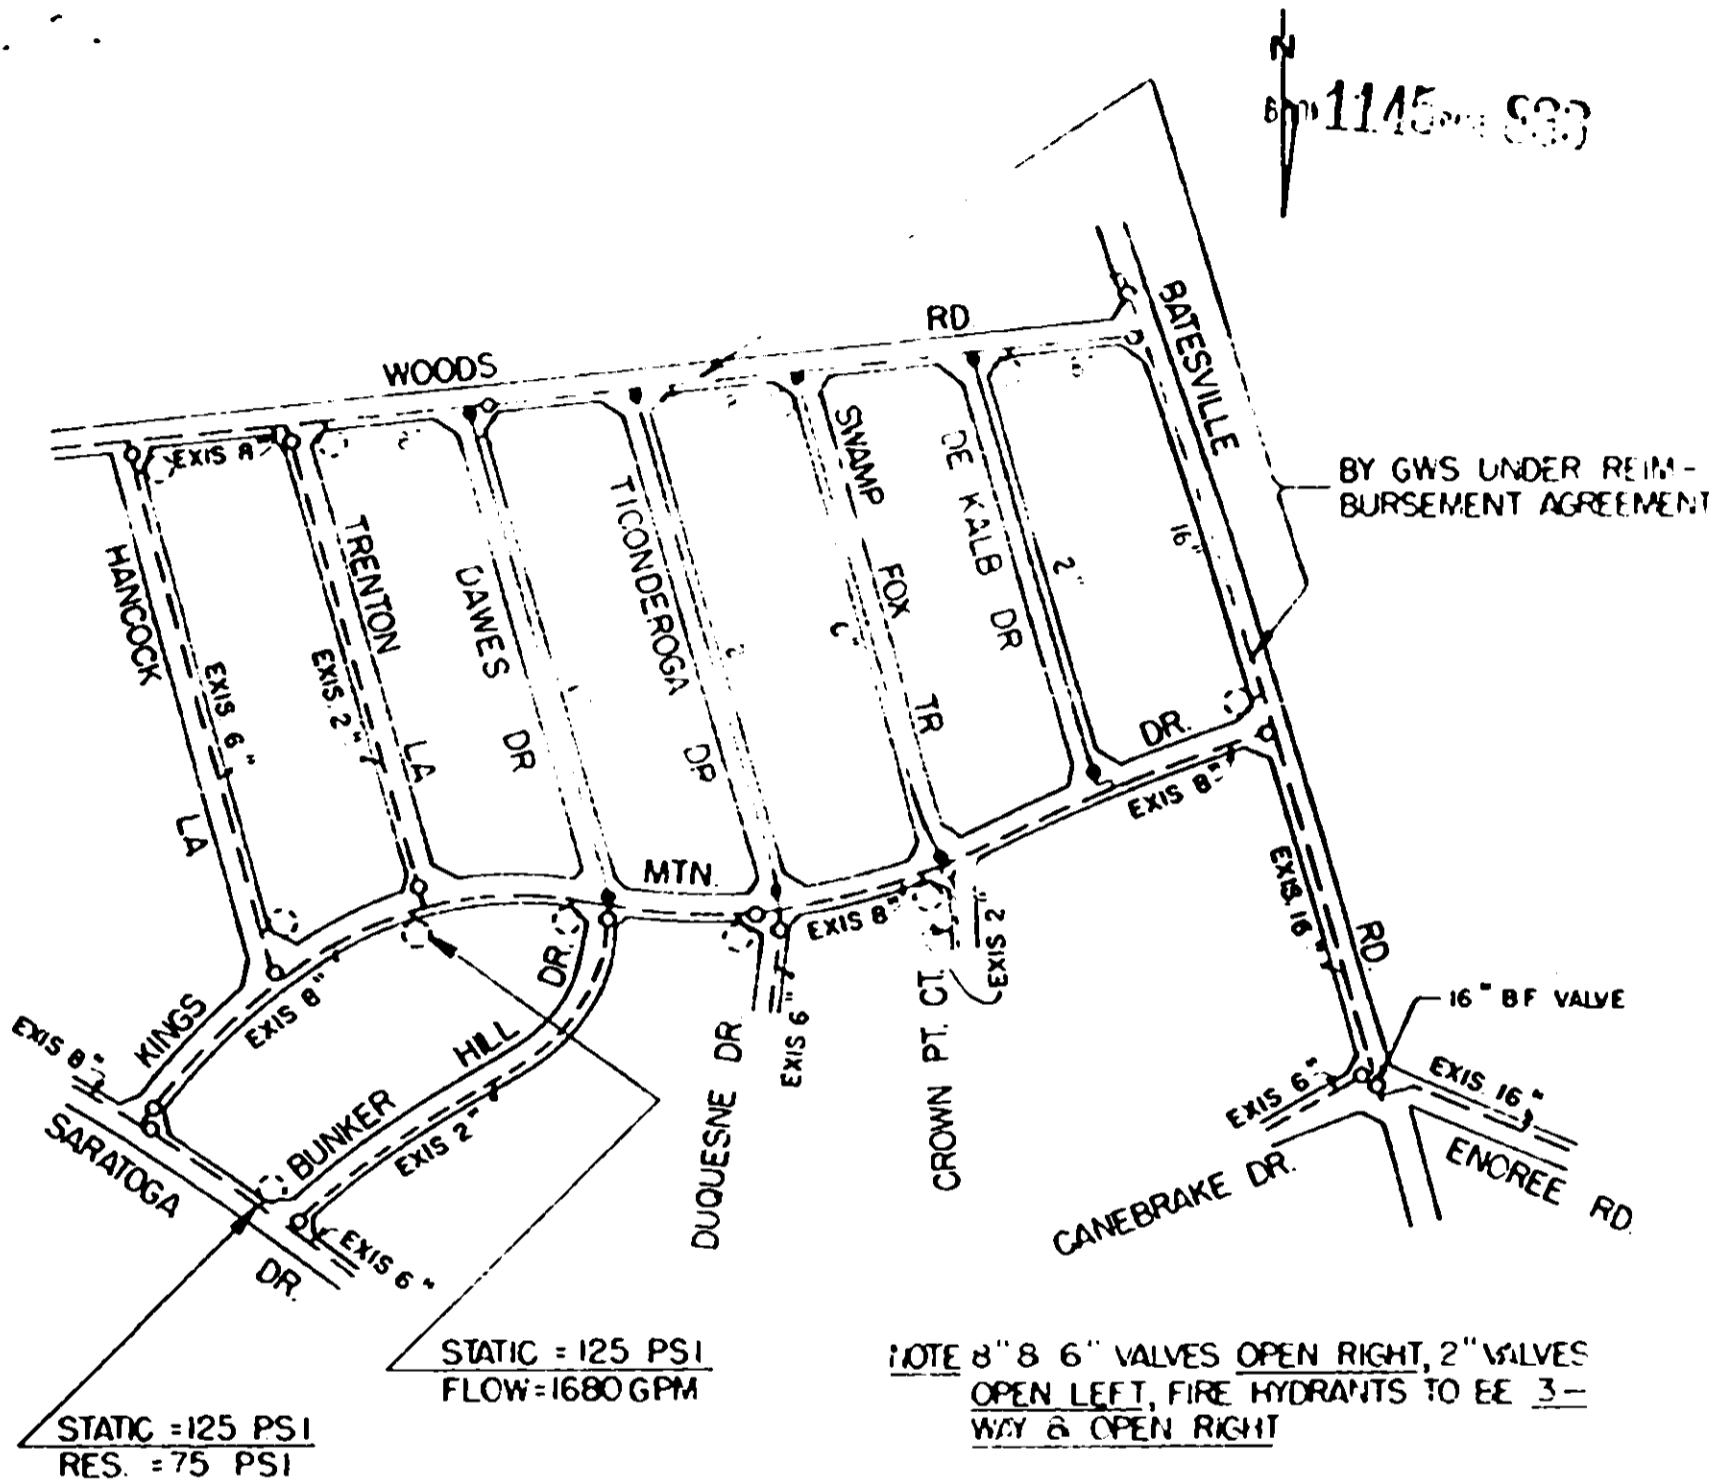 N
1145
WOODS
RD
BATESVILLE
RD.
BY GWS UNDER REIM-
BURSEMENT AGREEMENT
EXIS 8"
HANCOCK
LA
EXIS. 6"
TRENTON
LA
EXIS. 2"
DAWES
DR
TICONDEROGA
DR
SWAMP
FOX
TR
6"
DE KALB
DR
2"
16"
KINGS
MTN.
DR.
EXIS 8"
EXIS 8"
EXIS 8"
EXIS 8"
EXIS. 16"
EXIS 2"
16" BF VALVE
EXIS. 16"
EXIS 6"
ENOREE RD.
CANEBRAKE DR.
CROWN PT. CT.
DUQUESNE DR.
EXIS 6"
BUNKER
HILL
DR.
EXIS 2"
SARATOGA
DR.
EXIS 6"
STATIC = 125 PSI
FLOW = 1680 GPM
STATIC = 125 PSI
RES. = 75 PSI
NOTE 8" & 6" VALVES OPEN RIGHT, 2" VALVES
OPEN LEFT, FIRE HYDRANTS TO BE 3-
WAY & OPEN RIGHT